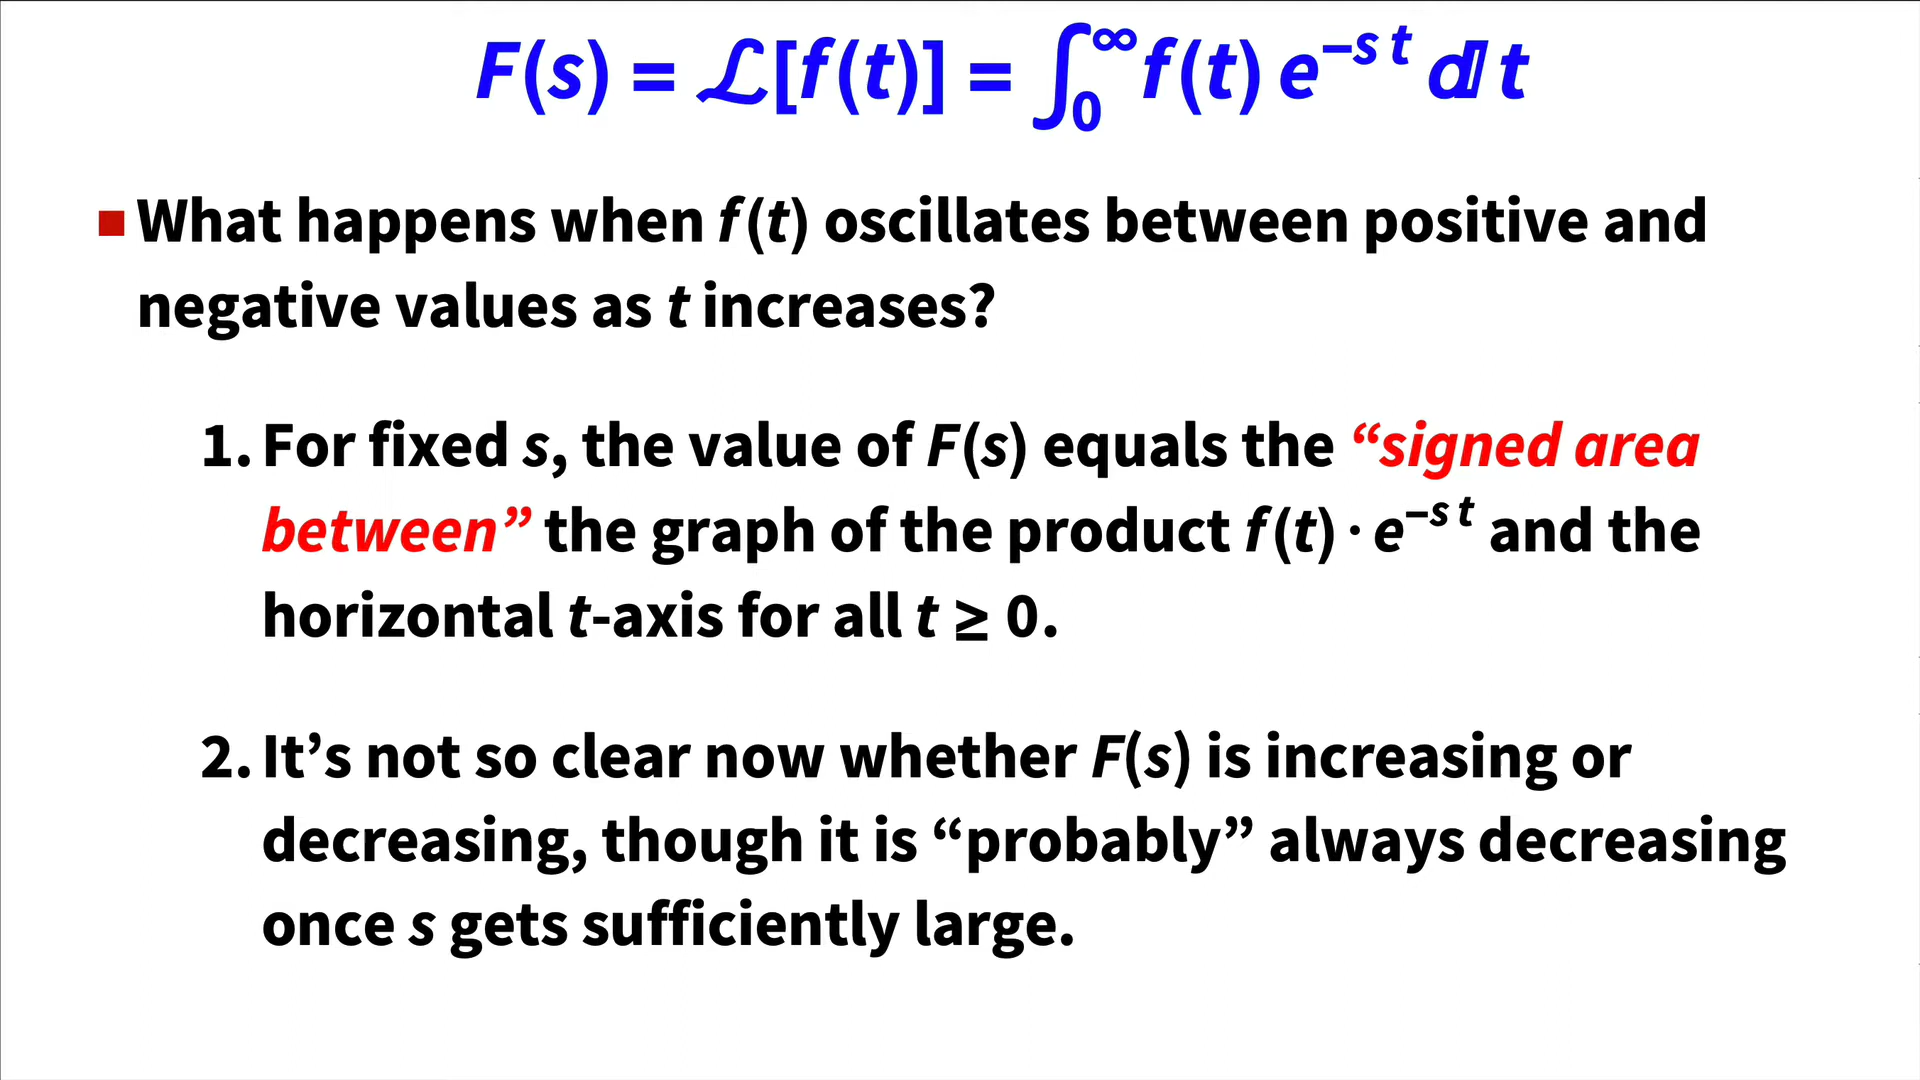 F(s) = ℒ[f(t)] = ∫₀^∞ f(t) e^(−s t) ⅆt
■ What happens when f(t) oscillates between positive and
negative values as t increases?
1. For fixed s, the value of F(s) equals the “signed area
between” the graph of the product f(t) · e^(−s t) and the
horizontal t-axis for all t ≥ 0.
2. It’s not so clear now whether F(s) is increasing or
decreasing, though it is “probably” always decreasing
once s gets sufficiently large.